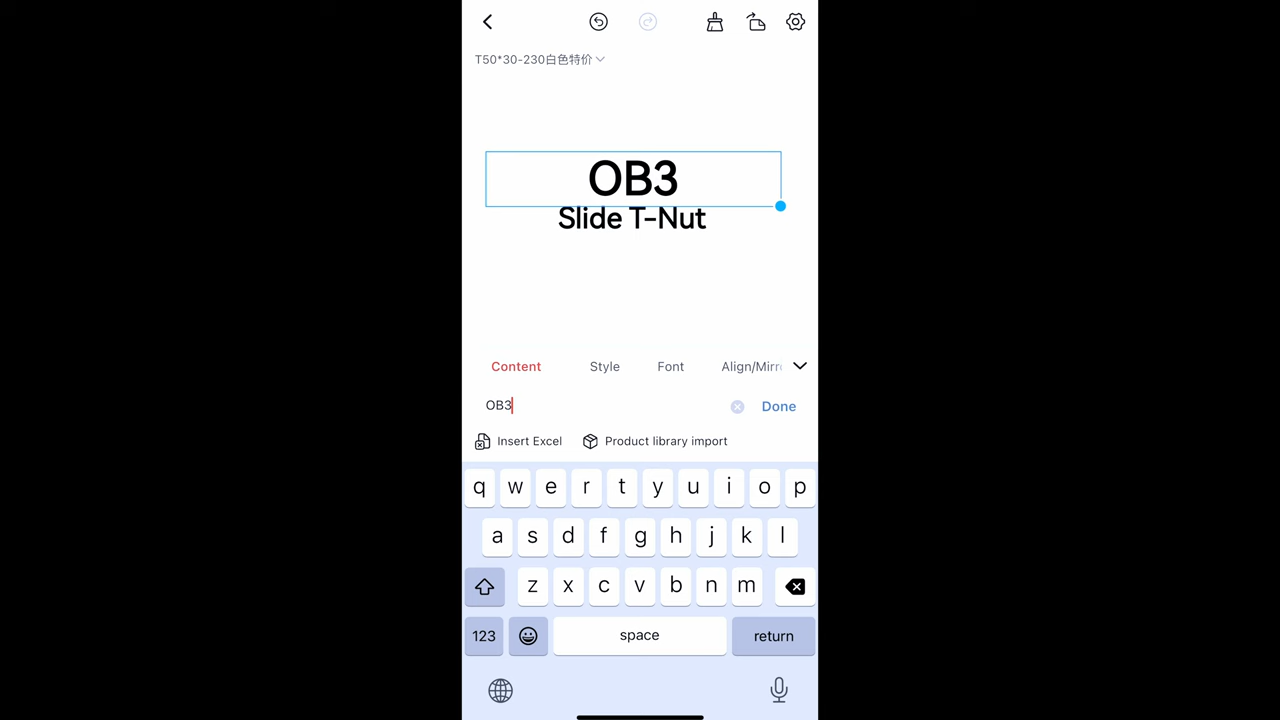 T50*30-230白色特价
OB3
Slide T-Nut
Content Style Font Align/Mirr
OB3 Done
Insert Excel Product library import
q w e r t y u i o p
a s d f g h j k l
z x c v b n m
123 space return